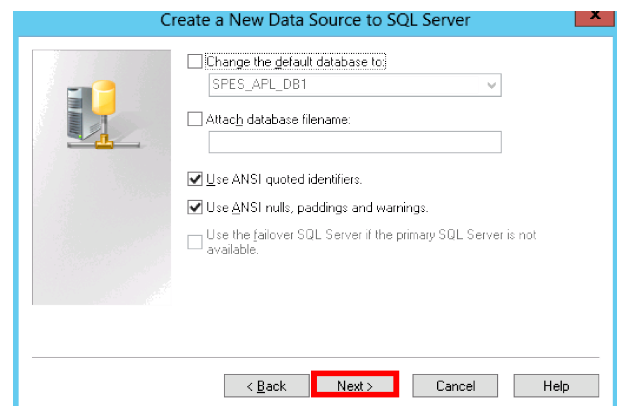 Create a New Data Source to SQL Server
x
Change the default database to:
SPES_APL_DB1
Attach database filename:
Use ANSI quoted identifiers.
Use ANSI nulls, paddings and warnings.
Use the failover SQL Server if the primary SQL Server is not
available.
< Back Next > Cancel Help